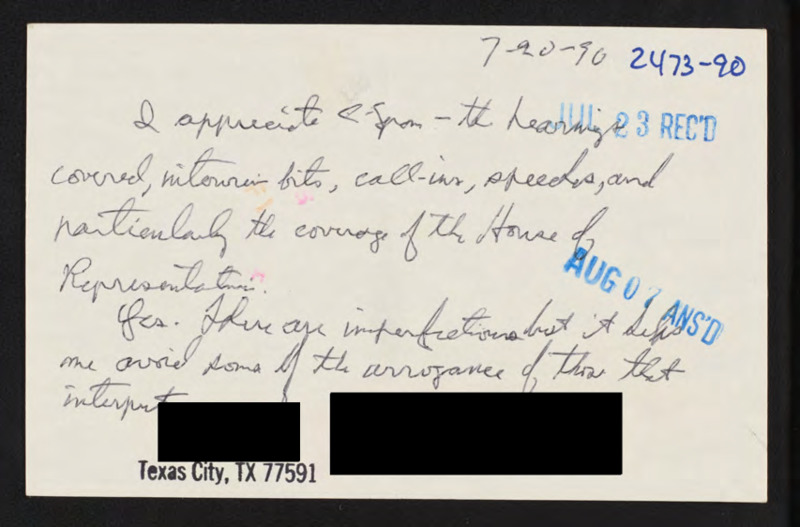 7-20-90 2473-90
I appreciate C-Span - the hearings
JUL 23 REC'D
covered, interview bits, call-ins, speeches, and
particularly the coverage of the House of
Representatives.
AUG 07 ANS'D
Yes. There are imperfections but it helps
me avoid some of the arrogance of those that
interpret
Texas City, TX 77591